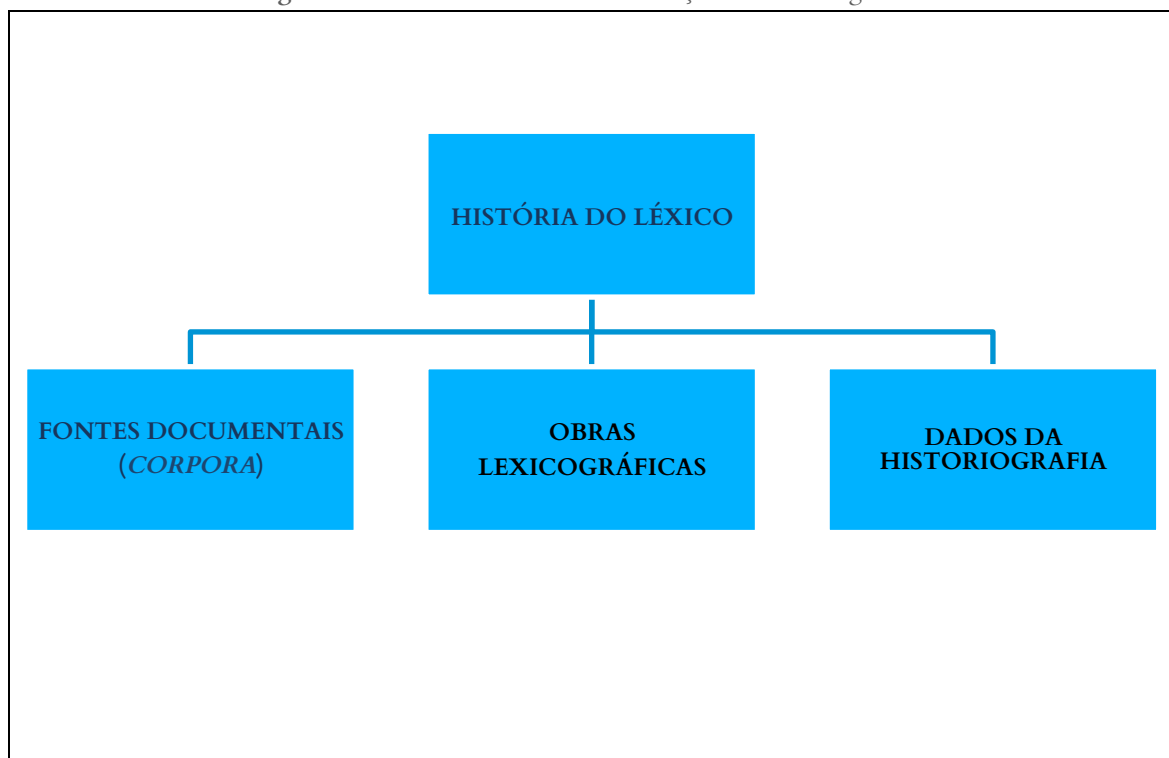 HISTÓRIA DO LÉXICO
FONTES DOCUMENTAIS
(CORPORA)
OBRAS
LEXICOGRÁFICAS
DADOS DA
HISTORIOGRAFIA